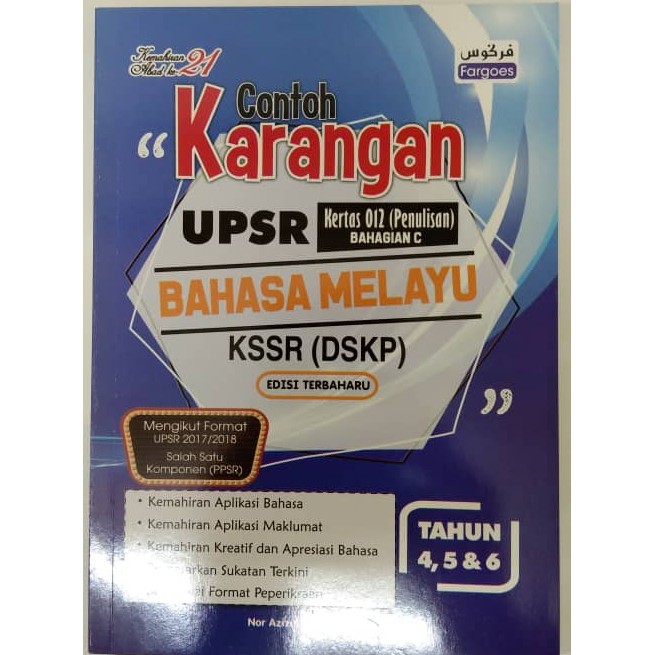 Kemahiran
Abad ke-21
فرݢوس
Fargoes
Contoh
“Karangan
UPSR Kertas 012 (Penulisan)
BAHAGIAN C
BAHASA MELAYU
KSSR (DSKP)
EDISI TERBAHARU
”
Mengikut Format
UPSR 2017/2018
Salah Satu
Komponen (PPSR)
• Kemahiran Aplikasi Bahasa
• Kemahiran Aplikasi Maklumat
• Kemahiran Kreatif dan Apresiasi Bahasa
Sukatan Terkini
Format
TAHUN
4, 5 & 6
Nor